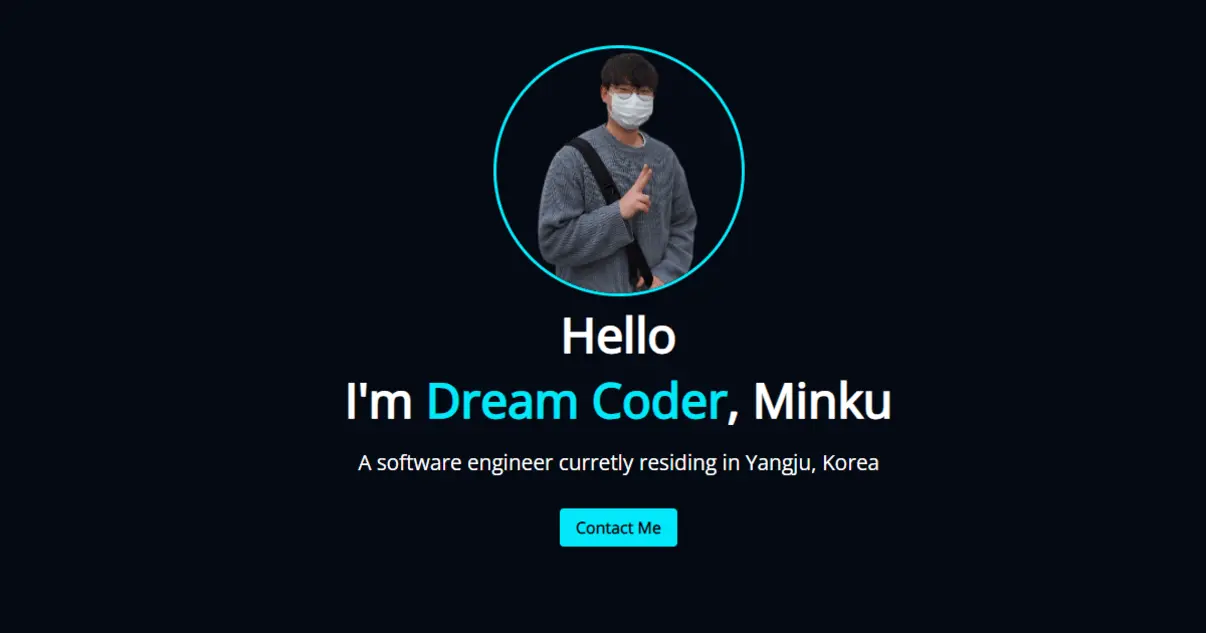 Hello
I'm Dream Coder, Minku
A software engineer curretly residing in Yangju, Korea
Contact Me